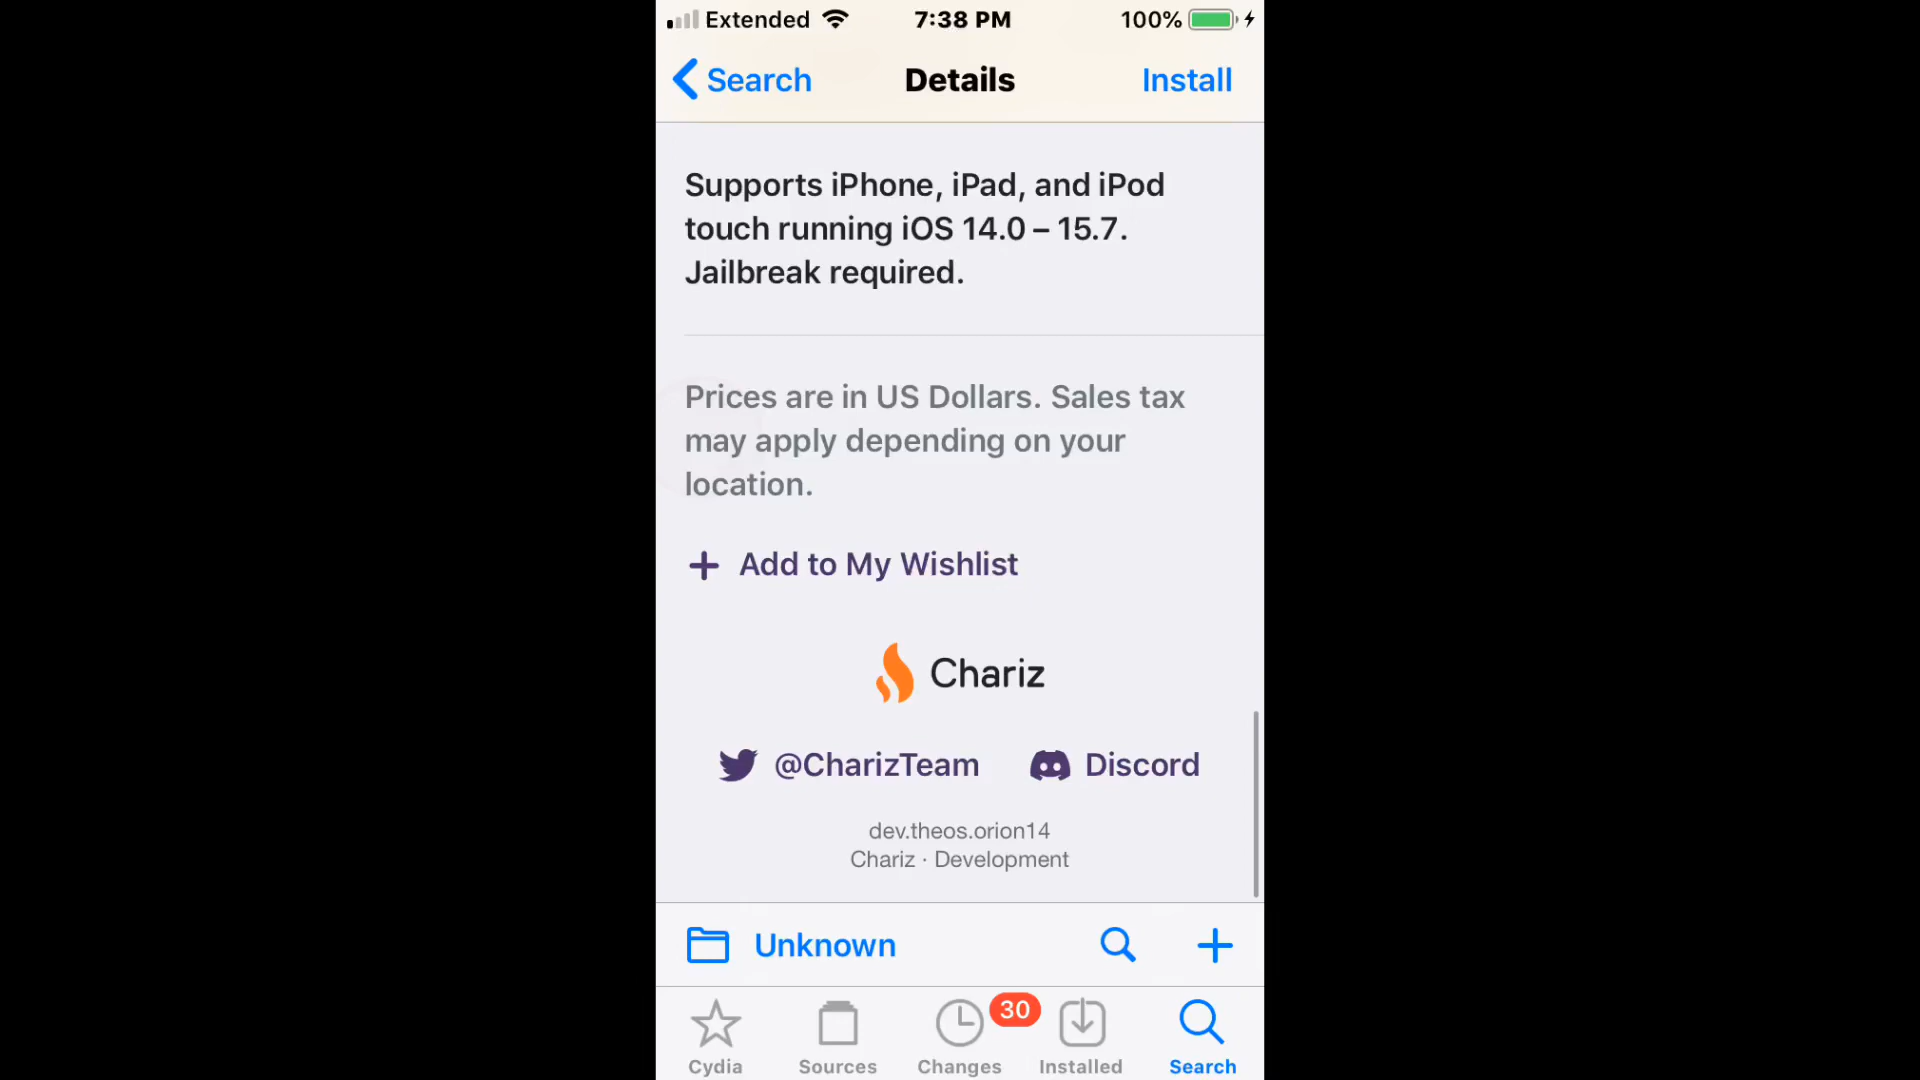 Extended 7:38 PM 100%
Search Details Install
Supports iPhone, iPad, and iPod
touch running iOS 14.0 – 15.7.
Jailbreak required.
Prices are in US Dollars. Sales tax
may apply depending on your
location.
+ Add to My Wishlist
Chariz
@CharizTeam Discord
dev.theos.orion14
Chariz · Development
Unknown
30
Cydia Sources Changes Installed Search